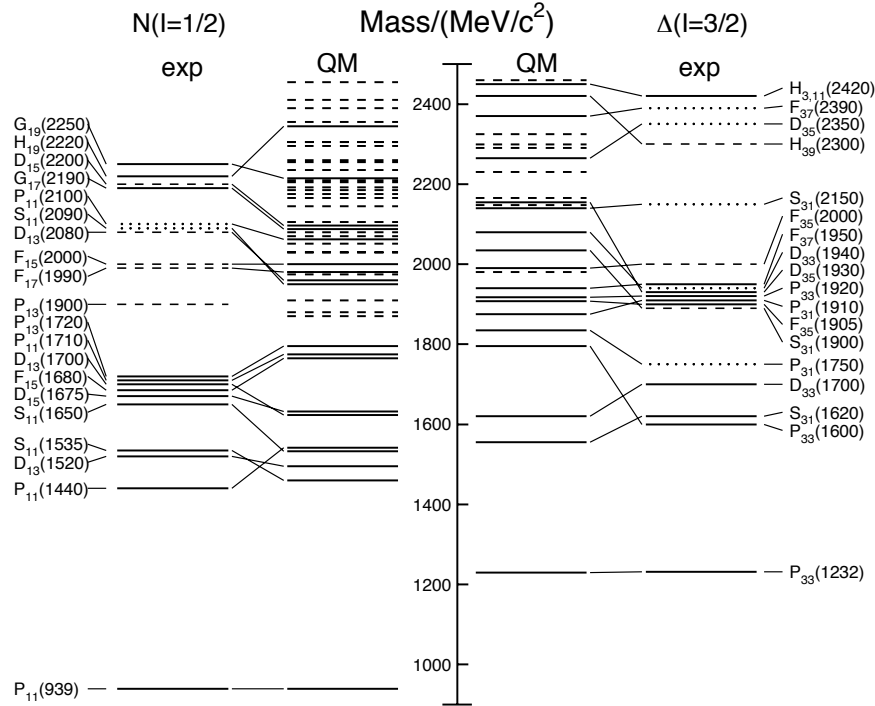 N(I=1/2) Mass/(MeV/c²) Δ(I=3/2)
exp QM QM exp
G₁₉(2250)
H₁₉(2220)
D₁₅(2200)
G₁₇(2190)
P₁₁(2100)
S₁₁(2090)
D₁₃(2080)
F₁₅(2000)
F₁₇(1990)
P₁₃(1900)
P₁₃(1720)
P₁₁(1710)
D₁₃(1700)
F₁₅(1680)
D₁₅(1675)
S₁₁(1650)
S₁₁(1535)
D₁₃(1520)
P₁₁(1440)
P₁₁(939)
2400
2200
2000
1800
1600
1400
1200
1000
H₃,₁₁(2420)
F₃₇(2390)
D₃₅(2350)
H₃₉(2300)
S₃₁(2150)
F₃₅(2000)
F₃₇(1950)
D₃₃(1940)
D₃₅(1930)
P₃₃(1920)
P₃₁(1910)
F₃₅(1905)
S₃₁(1900)
P₃₁(1750)
D₃₃(1700)
S₃₁(1620)
P₃₃(1600)
P₃₃(1232)